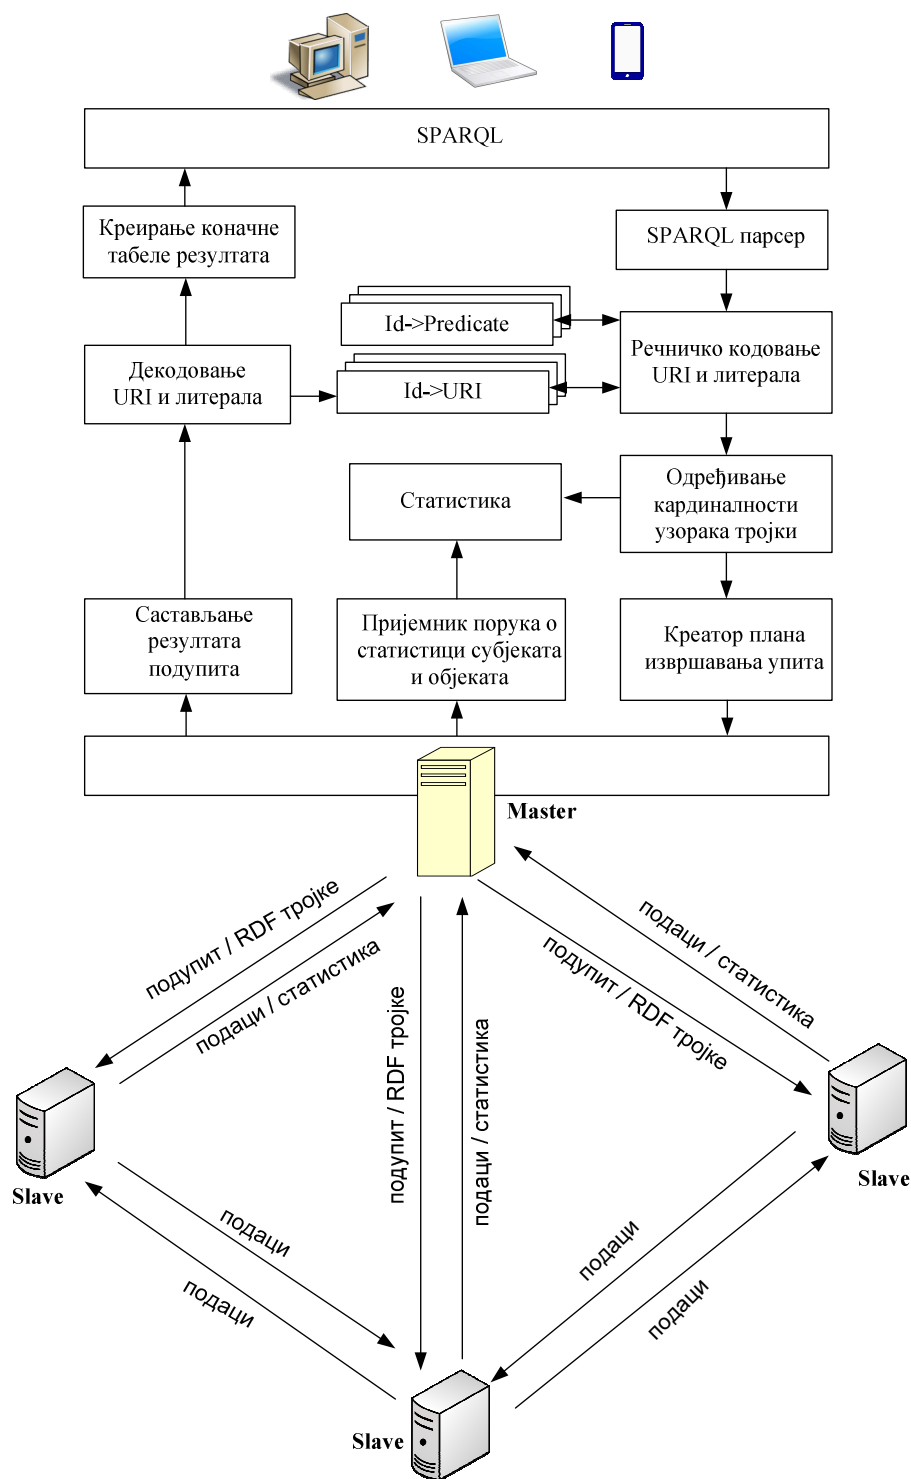 SPARQL
Креирање коначне
табеле резултата
SPARQL парсер
Id->Predicate
Речничко кодовање
URI и литерала
Декодовање
URI и литерала
Id->URI
Статистика
Одређивање
кардиналности
узорака тројки
Састављање
резултата
подупита
Пријемник порука о
статистици субјеката
и објеката
Креатор плана
извршавања упита
Master
подупит / RDF тројке
подаци / статистика
подупит / RDF тројке
подаци / статистика
подаци / статистика
подупит / RDF тројке
Slave
Slave
подаци
подаци
подаци
подаци
Slave